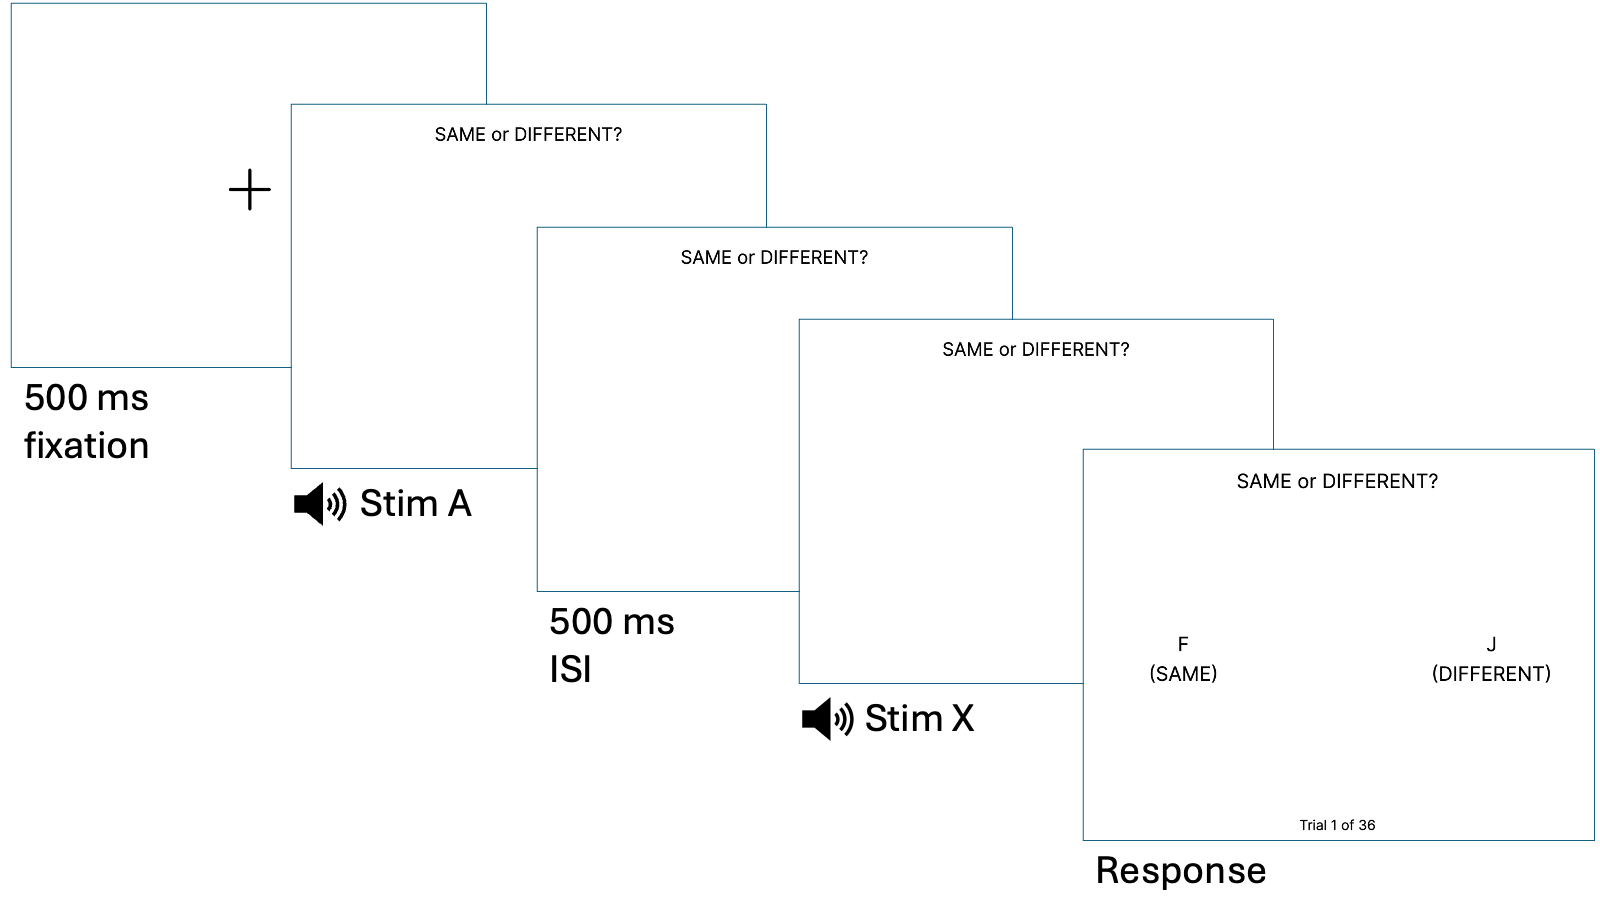 500 ms
fixation
SAME or DIFFERENT?
Stim A
SAME or DIFFERENT?
500 ms
ISI
SAME or DIFFERENT?
Stim X
SAME or DIFFERENT?
F
(SAME)
J
(DIFFERENT)
Trial 1 of 36
Response